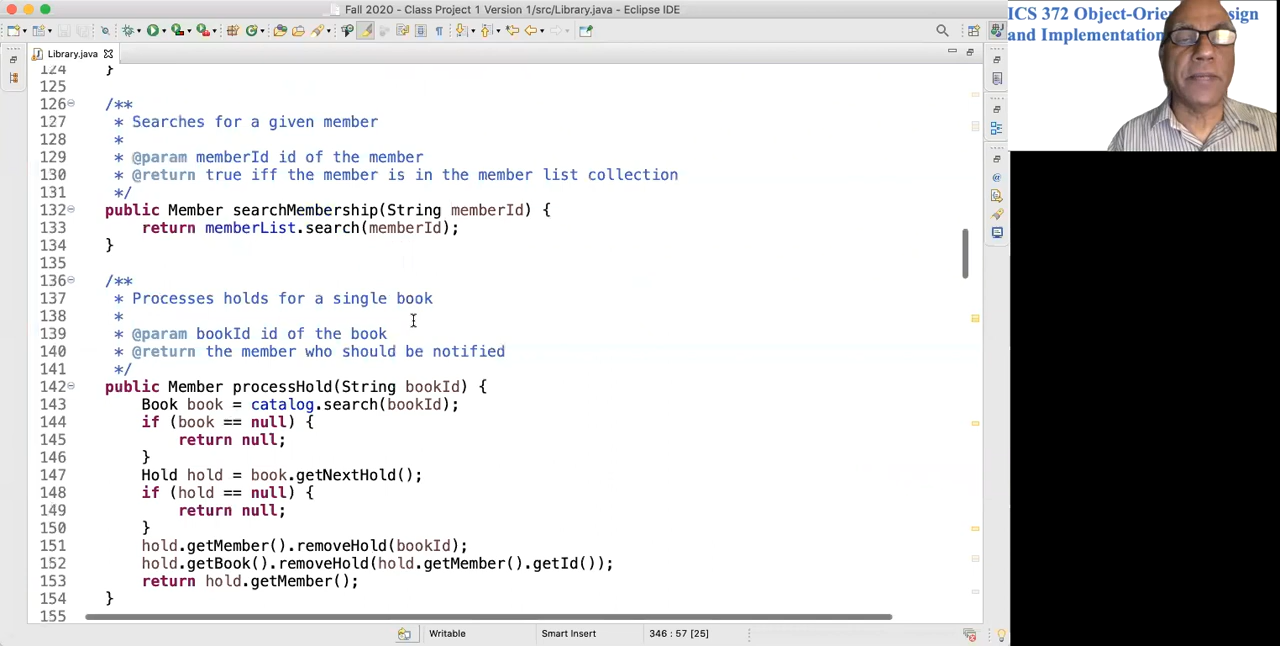 Fall 2020 - Class Project 1 Version 1/src/Library.java - Eclipse IDE
ICS 372 Object-Orie sign
and Implementation
Library.java
124 }
125
126 /**
127 * Searches for a given member
128 *
129 * @param memberId id of the member
130 * @return true iff the member is in the member list collection
131 */
132 public Member searchMembership(String memberId) {
133 return memberList.search(memberId);
134 }
135
136 /**
137 * Processes holds for a single book
138 *
139 * @param bookId id of the book
140 * @return the member who should be notified
141 */
142 public Member processHold(String bookId) {
143 Book book = catalog.search(bookId);
144 if (book == null) {
145 return null;
146 }
147 Hold hold = book.getNextHold();
148 if (hold == null) {
149 return null;
150 }
151 hold.getMember().removeHold(bookId);
152 hold.getBook().removeHold(hold.getMember().getId());
153 return hold.getMember();
154 }
155
Writable Smart Insert 346 : 57 [25]